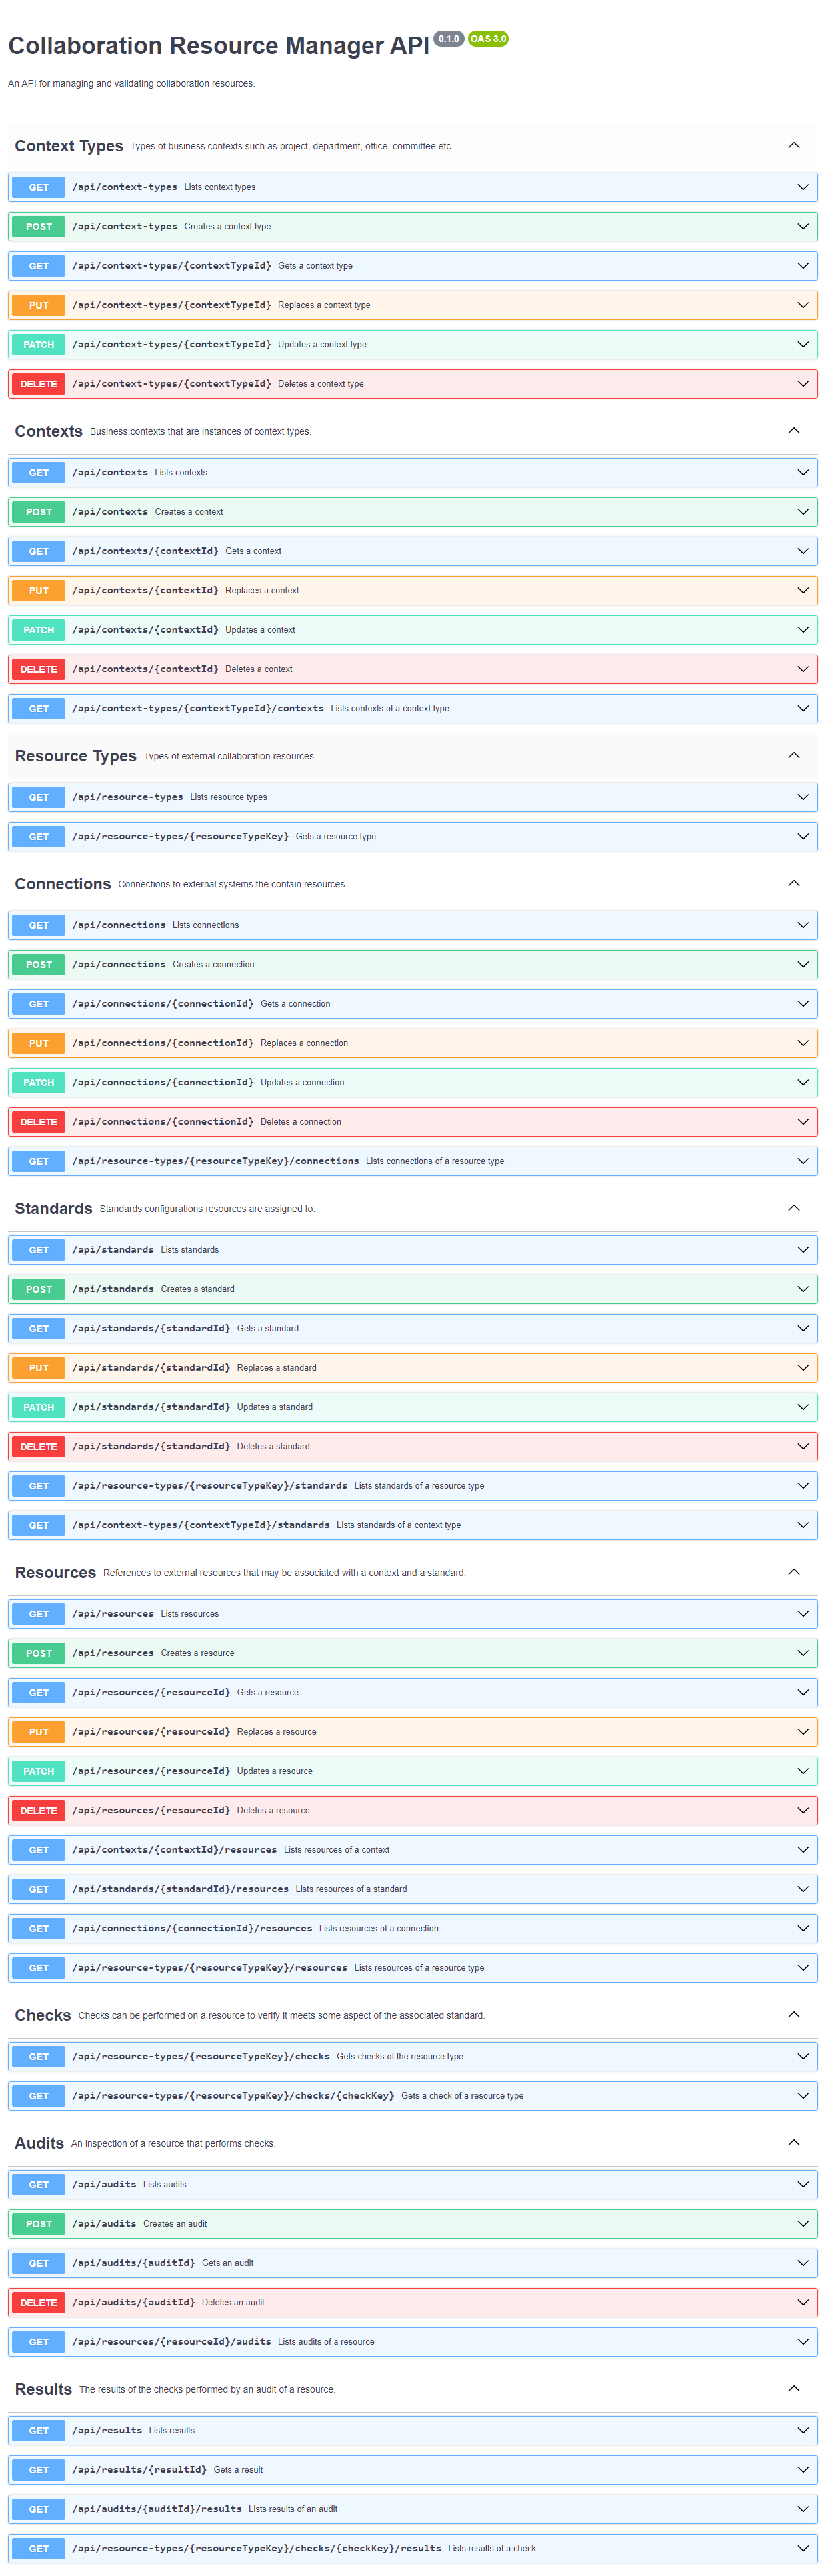 Collaboration Resource Manager API 0.1.0 OAS 3.0
An API for managing and validating collaboration resources.
Context Types Types of business contexts such as project, department, office, committee etc.
GET /api/context-types Lists context types
POST /api/context-types Creates a context type
GET /api/context-types/{contextTypeId} Gets a context type
PUT /api/context-types/{contextTypeId} Replaces a context type
PATCH /api/context-types/{contextTypeId} Updates a context type
DELETE /api/context-types/{contextTypeId} Deletes a context type
Contexts Business contexts that are instances of context types.
GET /api/contexts Lists contexts
POST /api/contexts Creates a context
GET /api/contexts/{contextId} Gets a context
PUT /api/contexts/{contextId} Replaces a context
PATCH /api/contexts/{contextId} Updates a context
DELETE /api/contexts/{contextId} Deletes a context
GET /api/context-types/{contextTypeId}/contexts Lists contexts of a context type
Resource Types Types of external collaboration resources.
GET /api/resource-types Lists resource types
GET /api/resource-types/{resourceTypeKey} Gets a resource type
Connections Connections to external systems the contain resources.
GET /api/connections Lists connections
POST /api/connections Creates a connection
GET /api/connections/{connectionId} Gets a connection
PUT /api/connections/{connectionId} Replaces a connection
PATCH /api/connections/{connectionId} Updates a connection
DELETE /api/connections/{connectionId} Deletes a connection
GET /api/resource-types/{resourceTypeKey}/connections Lists connections of a resource type
Standards Standards configurations resources are assigned to.
GET /api/standards Lists standards
POST /api/standards Creates a standard
GET /api/standards/{standardId} Gets a standard
PUT /api/standards/{standardId} Replaces a standard
PATCH /api/standards/{standardId} Updates a standard
DELETE /api/standards/{standardId} Deletes a standard
GET /api/resource-types/{resourceTypeKey}/standards Lists standards of a resource type
GET /api/context-types/{contextTypeId}/standards Lists standards of a context type
Resources References to external resources that may be associated with a context and a standard.
GET /api/resources Lists resources
POST /api/resources Creates a resource
GET /api/resources/{resourceId} Gets a resource
PUT /api/resources/{resourceId} Replaces a resource
PATCH /api/resources/{resourceId} Updates a resource
DELETE /api/resources/{resourceId} Deletes a resource
GET /api/contexts/{contextId}/resources Lists resources of a context
GET /api/standards/{standardId}/resources Lists resources of a standard
GET /api/connections/{connectionId}/resources Lists resources of a connection
GET /api/resource-types/{resourceTypeKey}/resources Lists resources of a resource type
Checks Checks can be performed on a resource to verify it meets some aspect of the associated standard.
GET /api/resource-types/{resourceTypeKey}/checks Gets checks of the resource type
GET /api/resource-types/{resourceTypeKey}/checks/{checkKey} Gets a check of a resource type
Audits An inspection of a resource that performs checks.
GET /api/audits Lists audits
POST /api/audits Creates an audit
GET /api/audits/{auditId} Gets an audit
DELETE /api/audits/{auditId} Deletes an audit
GET /api/resources/{resourceId}/audits Lists audits of a resource
Results The results of the checks performed by an audit of a resource.
GET /api/results Lists results
GET /api/results/{resultId} Gets a result
GET /api/audits/{auditId}/results Lists results of an audit
GET /api/resource-types/{resourceTypeKey}/checks/{checkKey}/results Lists results of a check